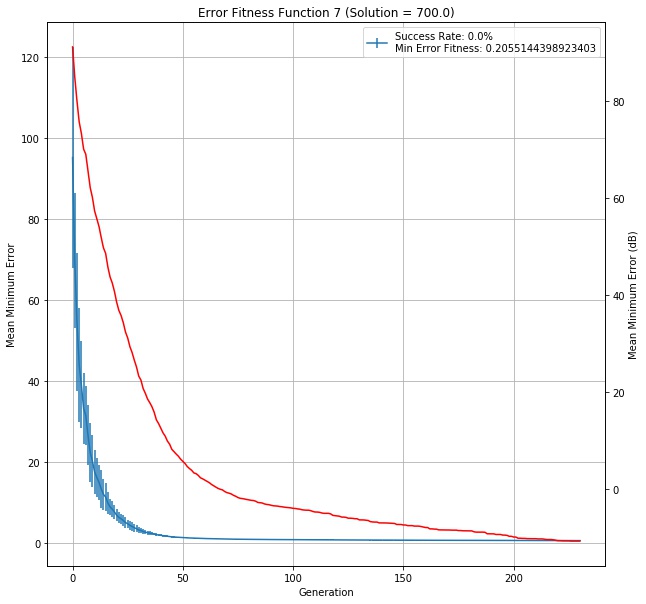 Error Fitness Function 7 (Solution = 700.0)
Success Rate: 0.0%
Min Error Fitness: 0.2055144398923403
120
100
80
60
40
20
0
Mean Minimum Error
80
60
40
20
0
Mean Minimum Error (dB)
0
50
100
150
200
Generation